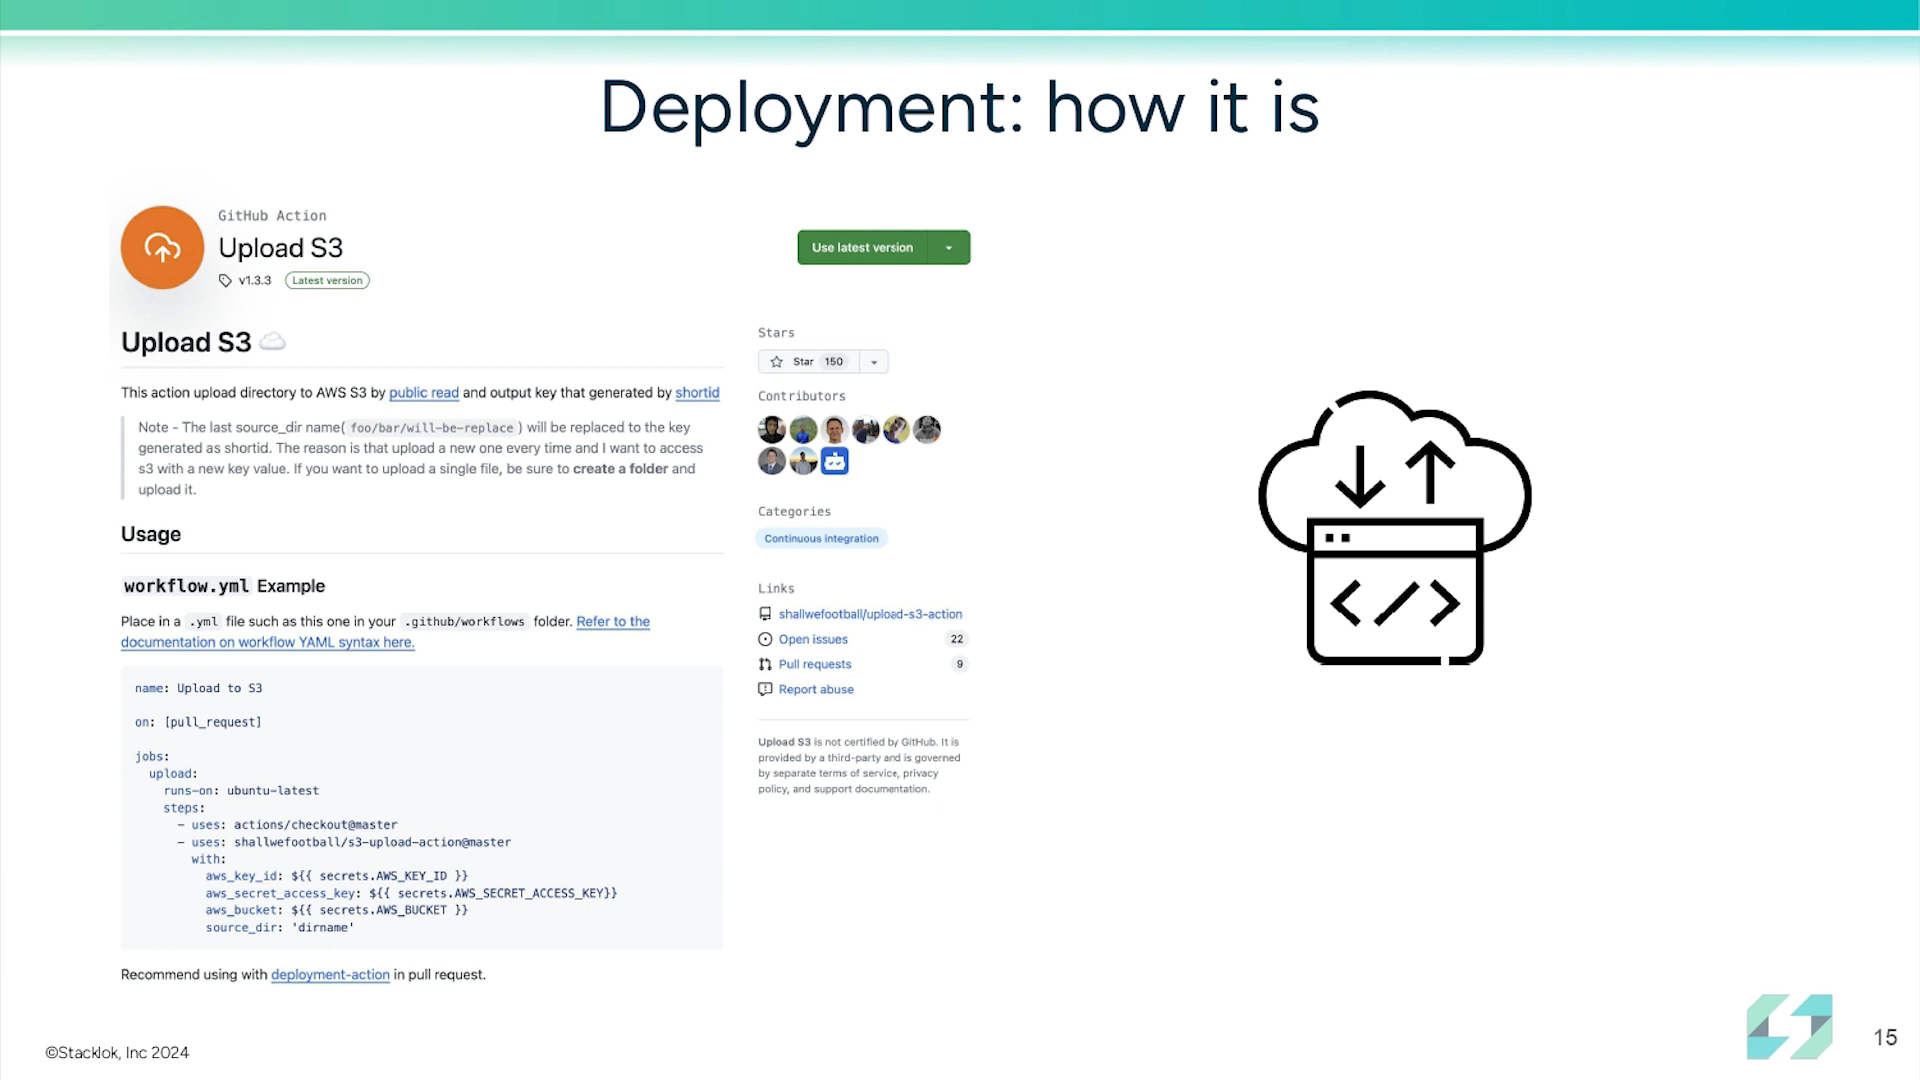 Deployment: how it is
GitHub Action
Upload S3
v1.3.3 Latest version
Use latest version
Upload S3
This action upload directory to AWS S3 by public read and output key that generated by shortid
Note - The last source_dir name( foo/bar/will-be-replace ) will be replaced to the key
generated as shortid. The reason is that upload a new one every time and I want to access
s3 with a new key value. If you want to upload a single file, be sure to create a folder and
upload it.
Usage
workflow.yml Example
Place in a .yml file such as this one in your .github/workflows folder. Refer to the
documentation on workflow YAML syntax here.
name: Upload to S3
on: [pull_request]
jobs:
upload:
runs-on: ubuntu-latest
steps:
- uses: actions/checkout@master
- uses: shallwefootball/s3-upload-action@master
with:
aws_key_id: ${{ secrets.AWS_KEY_ID }}
aws_secret_access_key: ${{ secrets.AWS_SECRET_ACCESS_KEY}}
aws_bucket: ${{ secrets.AWS_BUCKET }}
source_dir: 'dirname'
Recommend using with deployment-action in pull request.
Stars
Star 150
Contributors
Categories
Continuous integration
Links
shallwefootball/upload-s3-action
Open issues 22
Pull requests 9
Report abuse
Upload S3 is not certified by GitHub. It is
provided by a third-party and is governed
by separate terms of service, privacy
policy, and support documentation.
</>
©Stacklok, Inc 2024
15